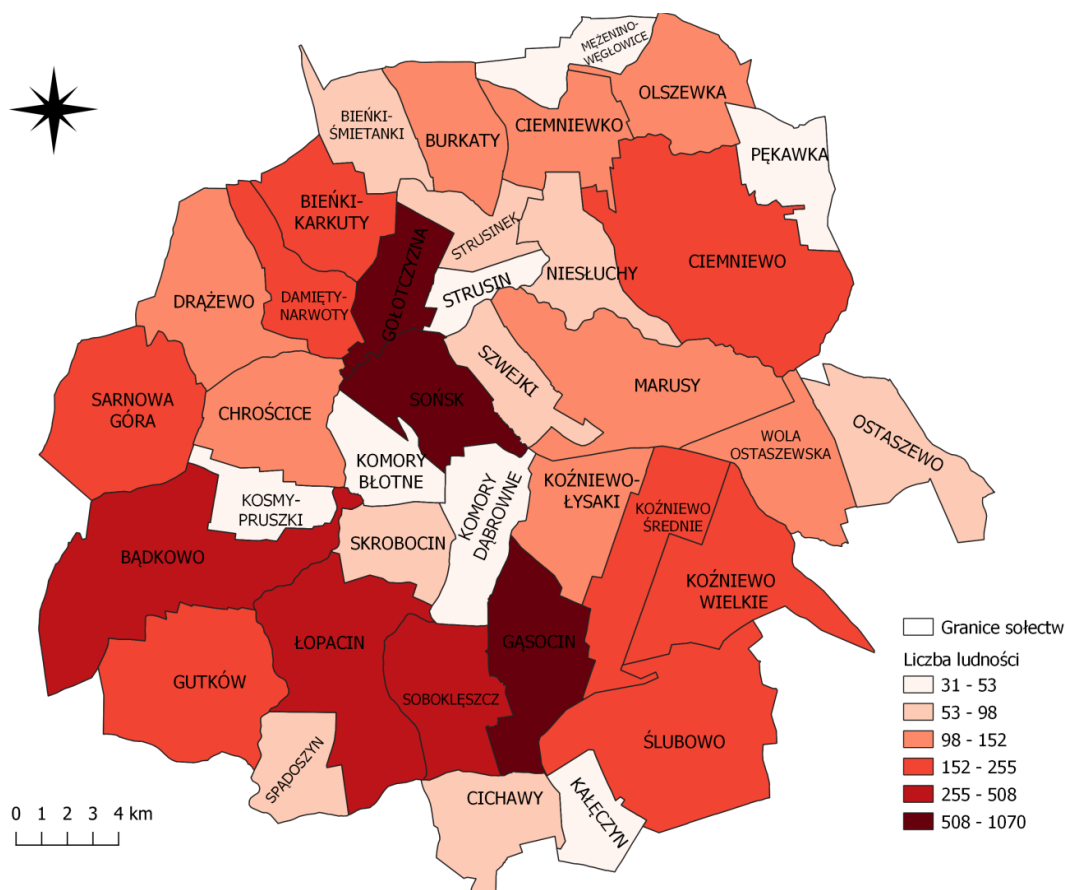 MĘŻENINO-
WĘGŁOWICE
OLSZEWKA
BIEŃKI-
ŚMIETANKI
BURKATY
CIEMNIEWKO
PĘKAWKA
BIEŃKI-
KARKUTY
STRUSINEK
GOŁOTCZYZNA
NIESŁUCHY
CIEMNIEWO
STRUSIN
DRĄŻEWO
DAMIĘTY-
NARWOTY
SZWEJKI
MARUSY
SARNOWA
GÓRA
CHROŚCICE
SOŃSK
WOLA
OSTASZEWSKA
OSTASZEWO
KOMORY
BŁOTNE
KOMORY
DĄBROWNE
KOŹNIEWO-
ŁYSAKI
KOŹNIEWO
ŚREDNIE
KOSMY-
PRUSZKI
SKROBOCIN
BĄDKOWO
KOŹNIEWO
WIELKIE
ŁOPACIN
GĄSOCIN
GUTKÓW
SOBOKLĘSZCZ
ŚLUBOWO
SPĄDOSZYN
CICHAWY
KAŁĘCZYN
Granice sołectw
Liczba ludności
31 - 53
53 - 98
98 - 152
152 - 255
255 - 508
508 - 1070
0 1 2 3 4 km